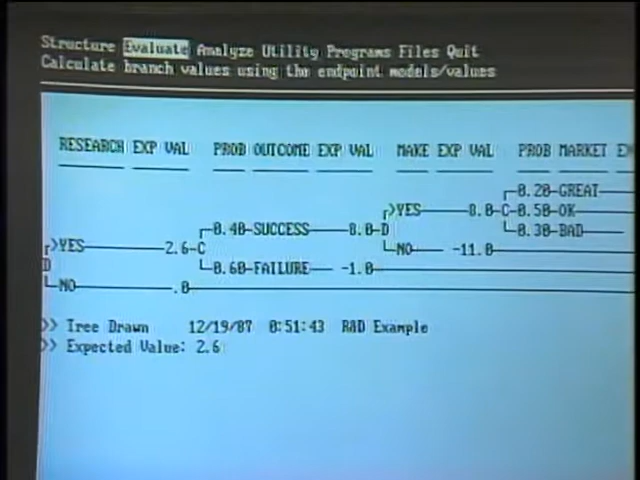 Structure Evaluate Analyze Utility Programs Files Quit
Calculate branch values using the endpoint models/values
RESEARCH EXP VAL PROB OUTCOME EXP VAL MAKE EXP VAL PROB MARKET
0.20 GREAT
>YES 8.0 C 0.50 OK
0.40 SUCCESS 8.0 D 0.30 BAD
>YES 2.6 C NO -11.0
D 0.60 FAILURE -1.0
NO .0
>> Tree Drawn 12/19/87 0:51:43 R&D Example
>> Expected Value: 2.6